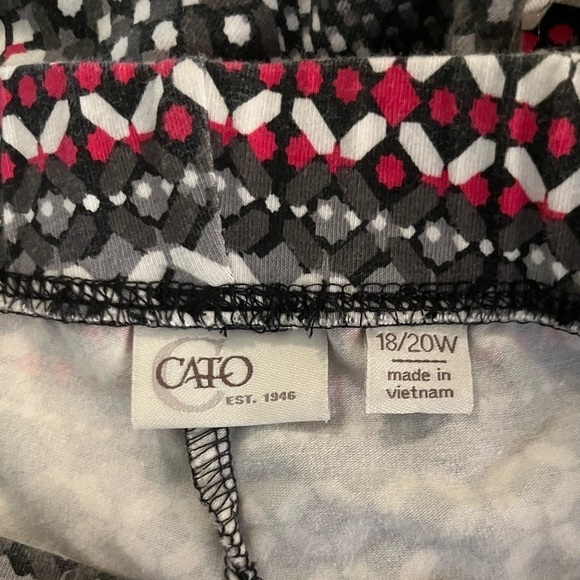 CATO
EST. 1946
18/20W
made in
vietnam